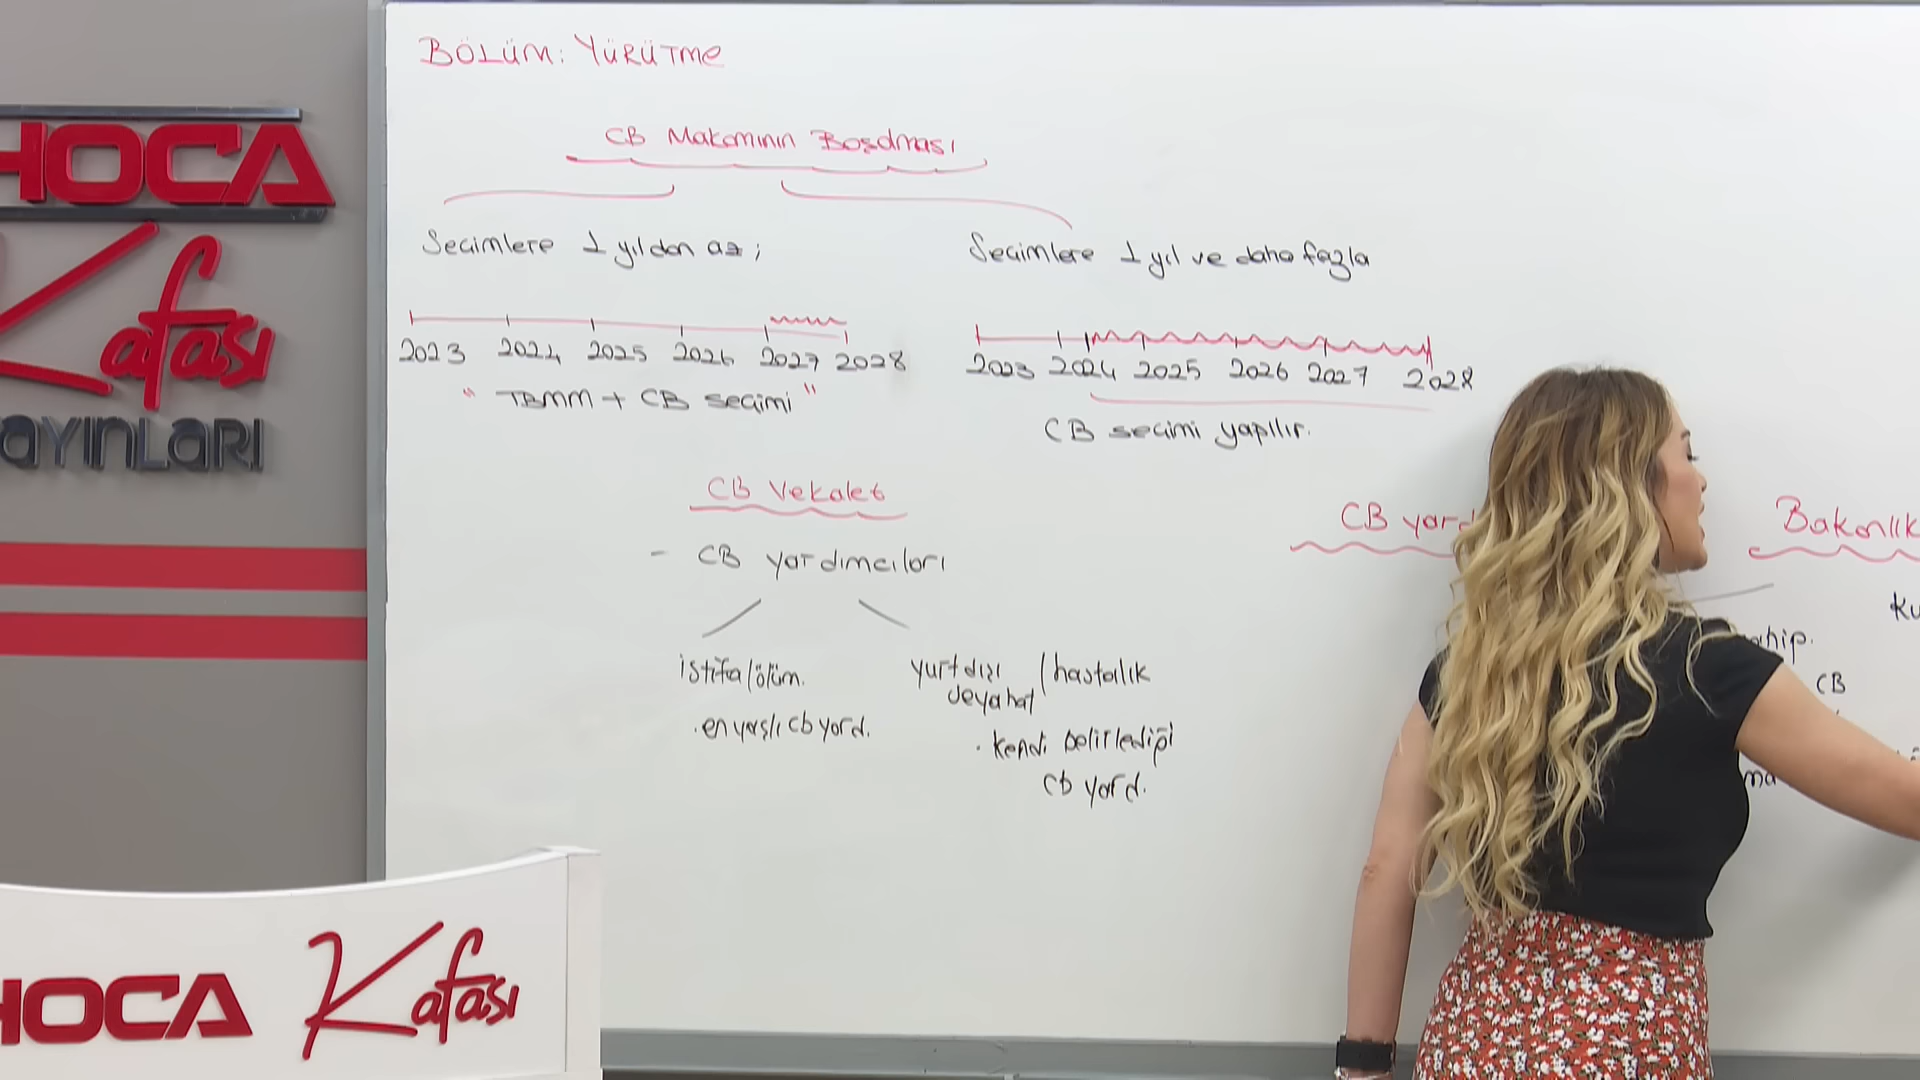 BÖLÜM: YÜRÜTME
CB Makamının Boşalması
Seçimlere 1 yıldan az;
Seçimlere 1 yıl ve daha fazla
2023 2024 2025 2026 2027 2028
2023 2024 2025 2026 2027 2028
" TBMM + CB seçimi "
CB seçimi yapılır.
CB Vekalet
- CB yardımcıları
istifa/ölüm.
yurtdışı / hastalık
. en yaşlı cb yard.
. kendi belirlediği
cb yard.
CB yard
Bakanlık
CB
HOCA
Kafası
AYINLARI
HOCA Kafası